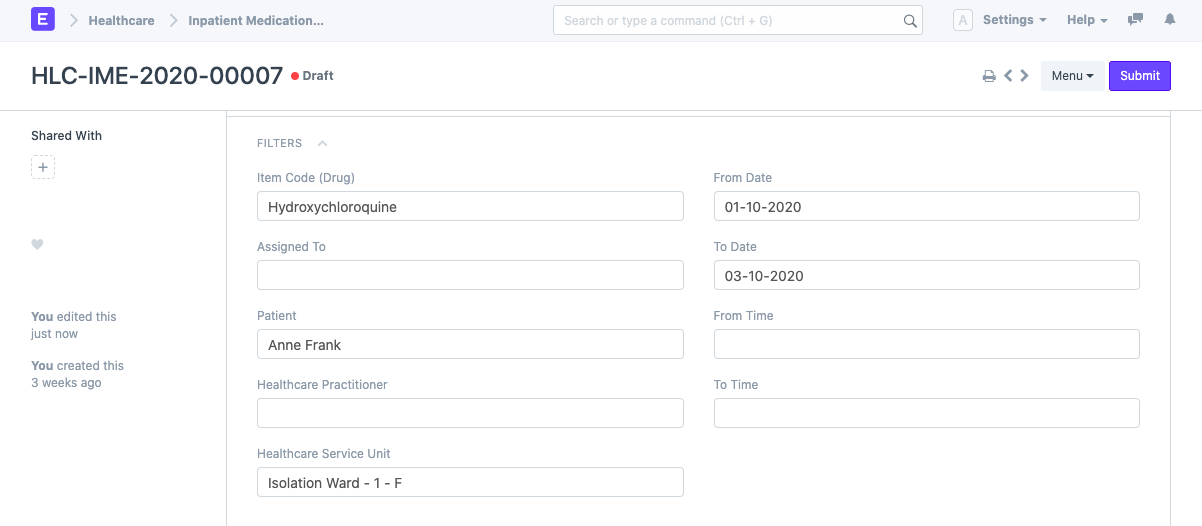 E Healthcare Inpatient Medication... Search or type a command (Ctrl + G) A Settings Help
HLC-IME-2020-00007 Draft Menu Submit
Shared With
+
You edited this
just now
You created this
3 weeks ago
FILTERS
Item Code (Drug)
Hydroxychloroquine
Assigned To
Patient
Anne Frank
Healthcare Practitioner
Healthcare Service Unit
Isolation Ward - 1 - F
From Date
01-10-2020
To Date
03-10-2020
From Time
To Time